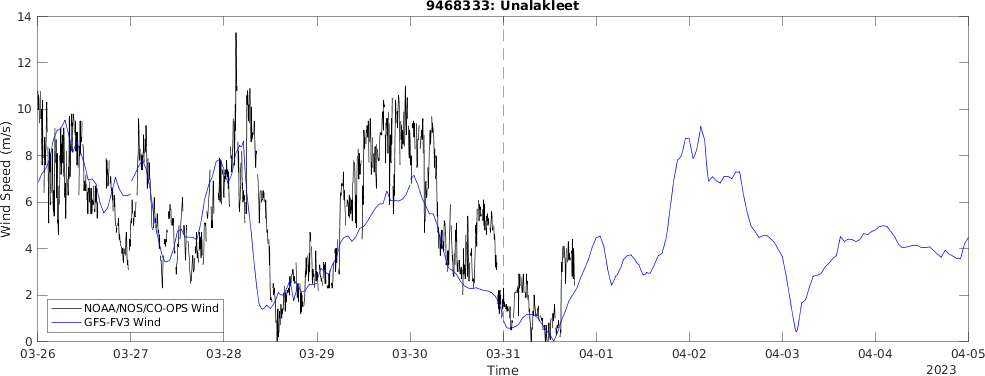 9468333: Unalakleet
14
12
10
8
6
4
2
0
Wind Speed (m/s)
NOAA/NOS/CO-OPS Wind
GFS-FV3 Wind
03-26 03-27 03-28 03-29 03-30 03-31 04-01 04-02 04-03 04-04 04-05
Time
2023